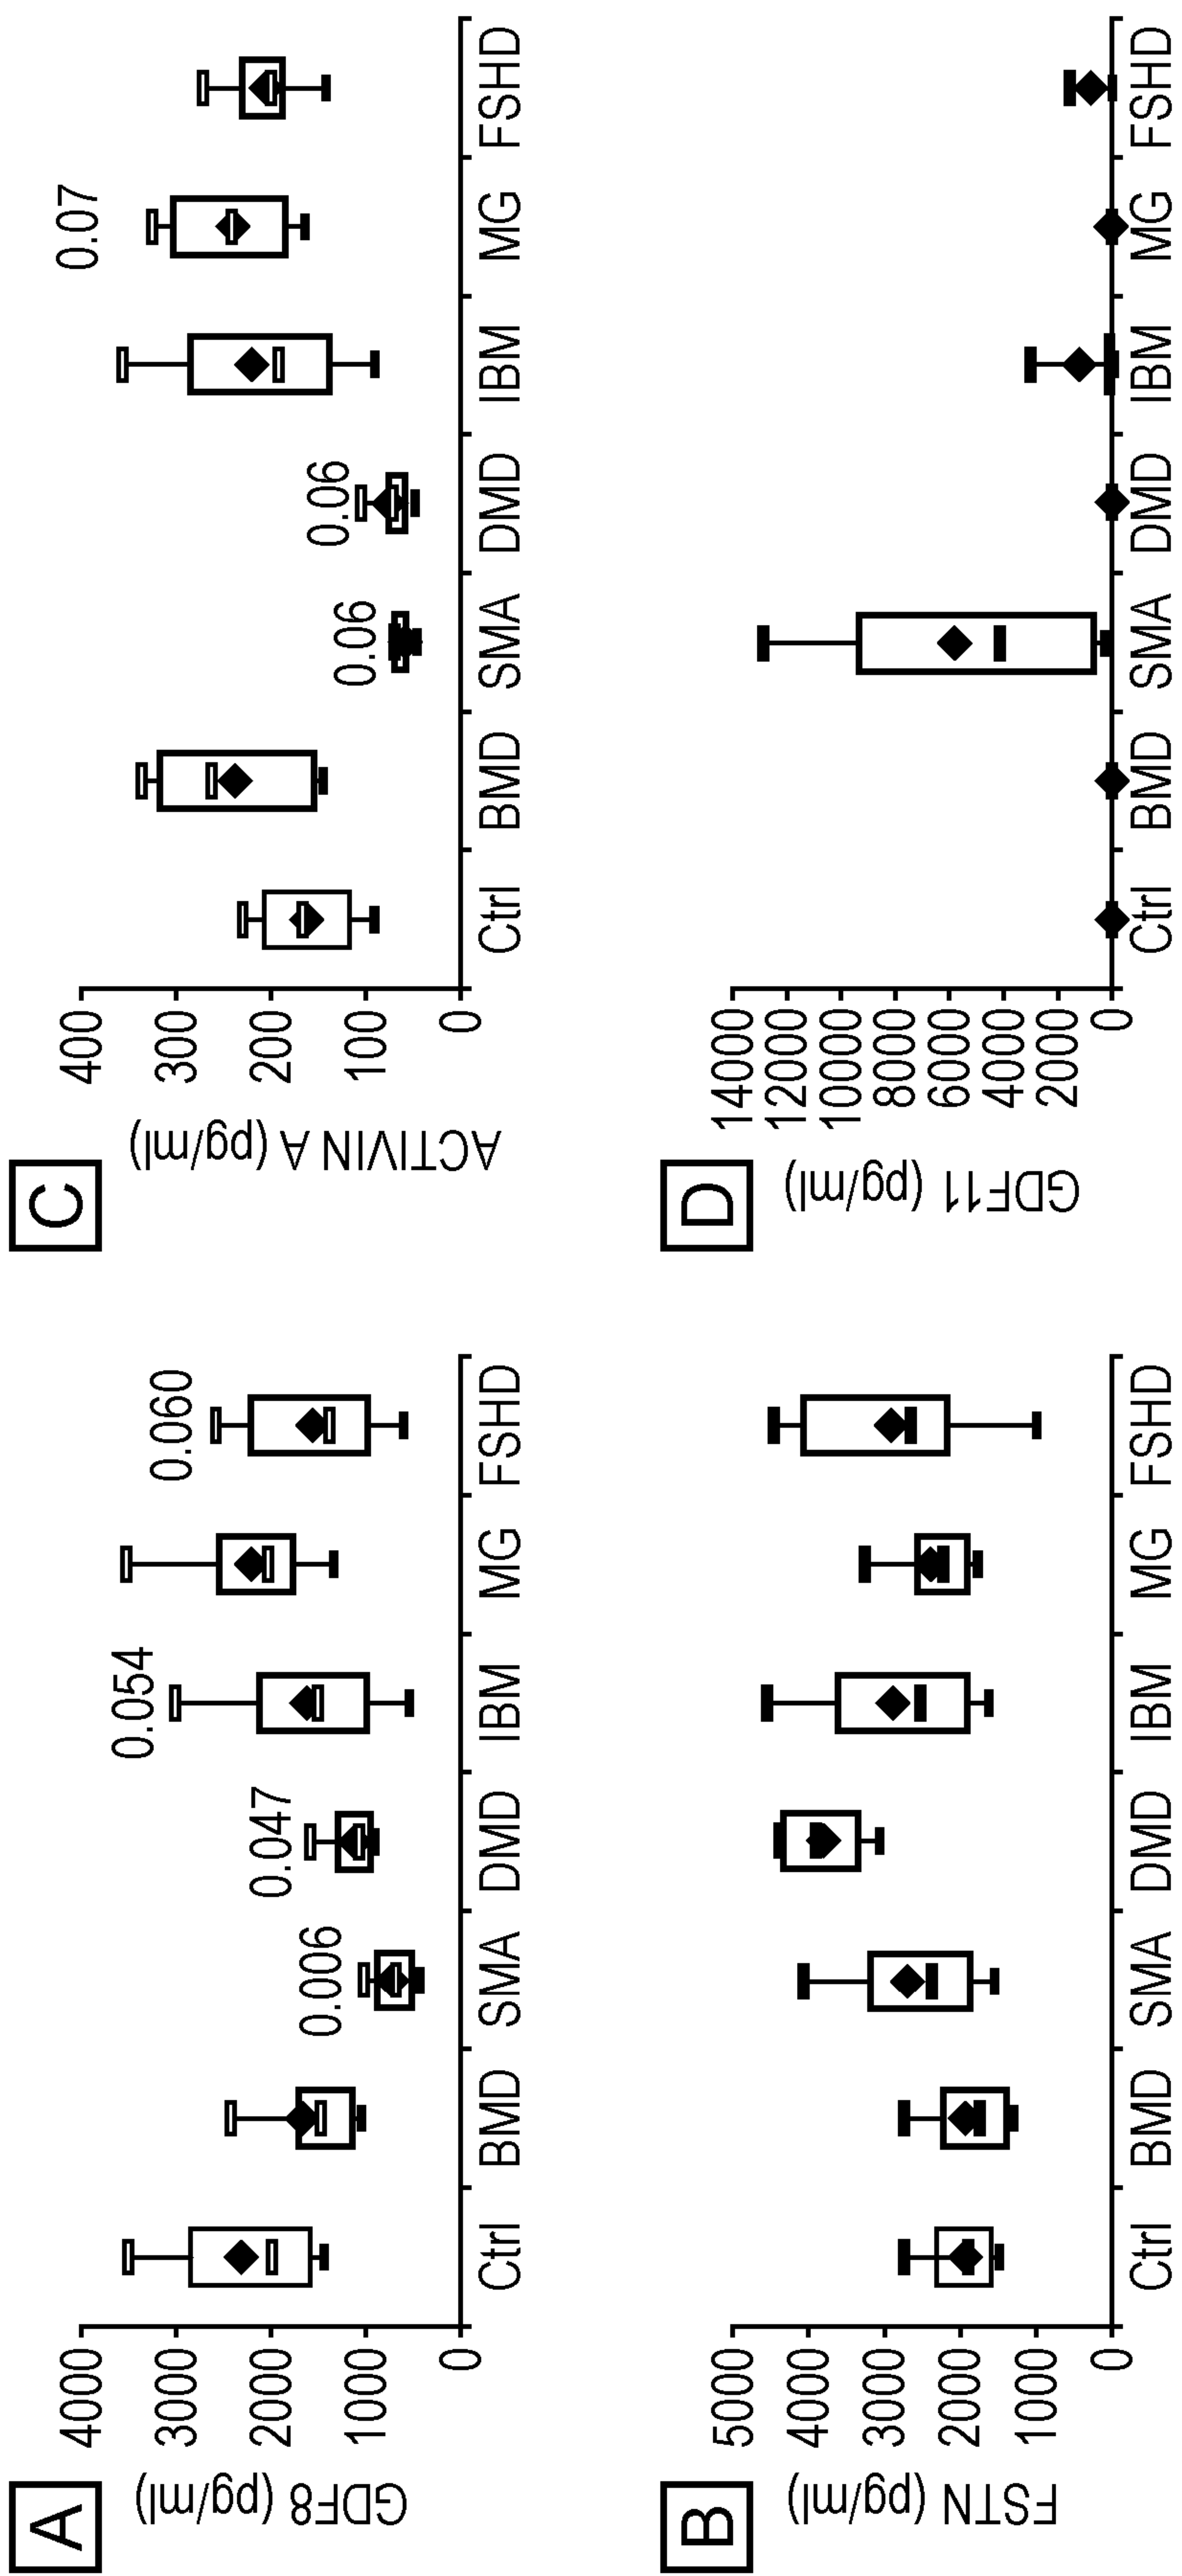 A
GDF8 (pg/ml)
4000
3000
2000
1000
0
0.006
0.047
0.054
0.060
Ctrl BMD SMA DMD IBM MG FSHD
B
FSTN (pg/ml)
5000
4000
3000
2000
1000
0
Ctrl BMD SMA DMD IBM MG FSHD
C
ACTIVIN A (pg/ml)
400
300
200
100
0
0.06
0.06
0.07
Ctrl BMD SMA DMD IBM MG FSHD
D
GDF11 (pg/ml)
14000
12000
10000
8000
6000
4000
2000
0
Ctrl BMD SMA DMD IBM MG FSHD